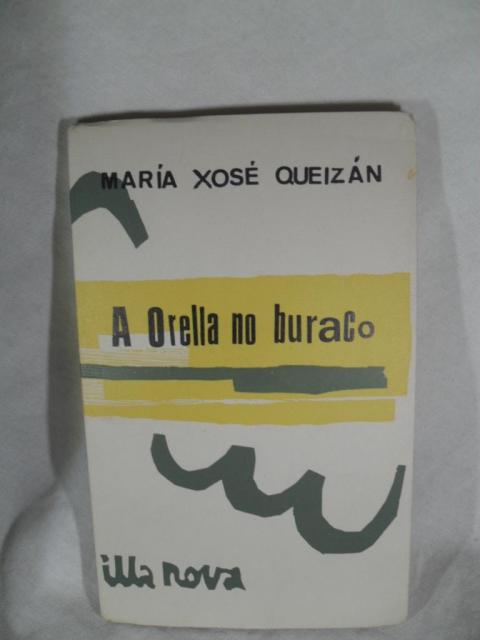 MARÍA XOSÉ QUEIZÁN
A Orella no buraco
illa nova